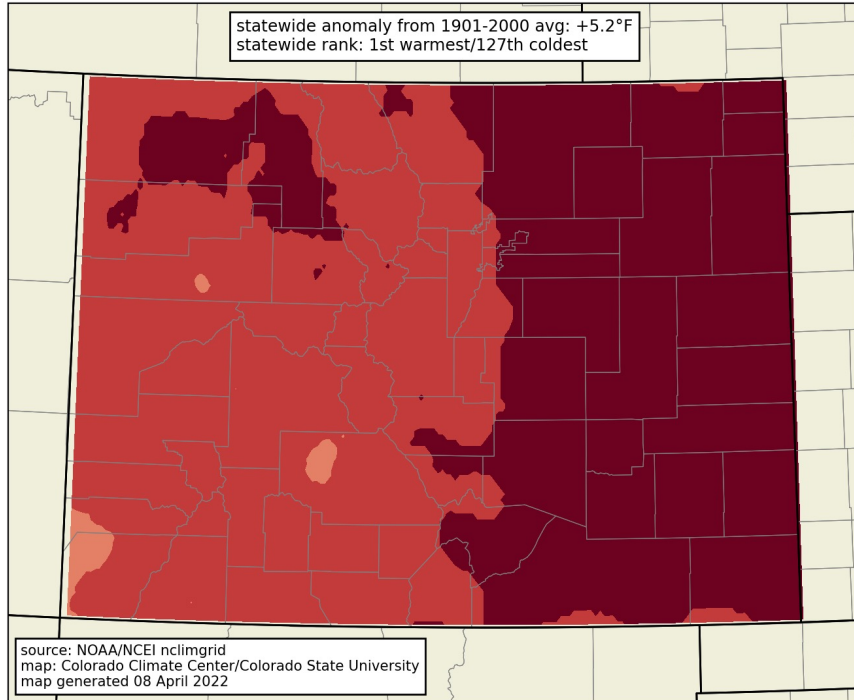 statewide anomaly from 1901-2000 avg: +5.2°F
statewide rank: 1st warmest/127th coldest
source: NOAA/NCEI nclimgrid
map: Colorado Climate Center/Colorado State University
map generated 08 April 2022